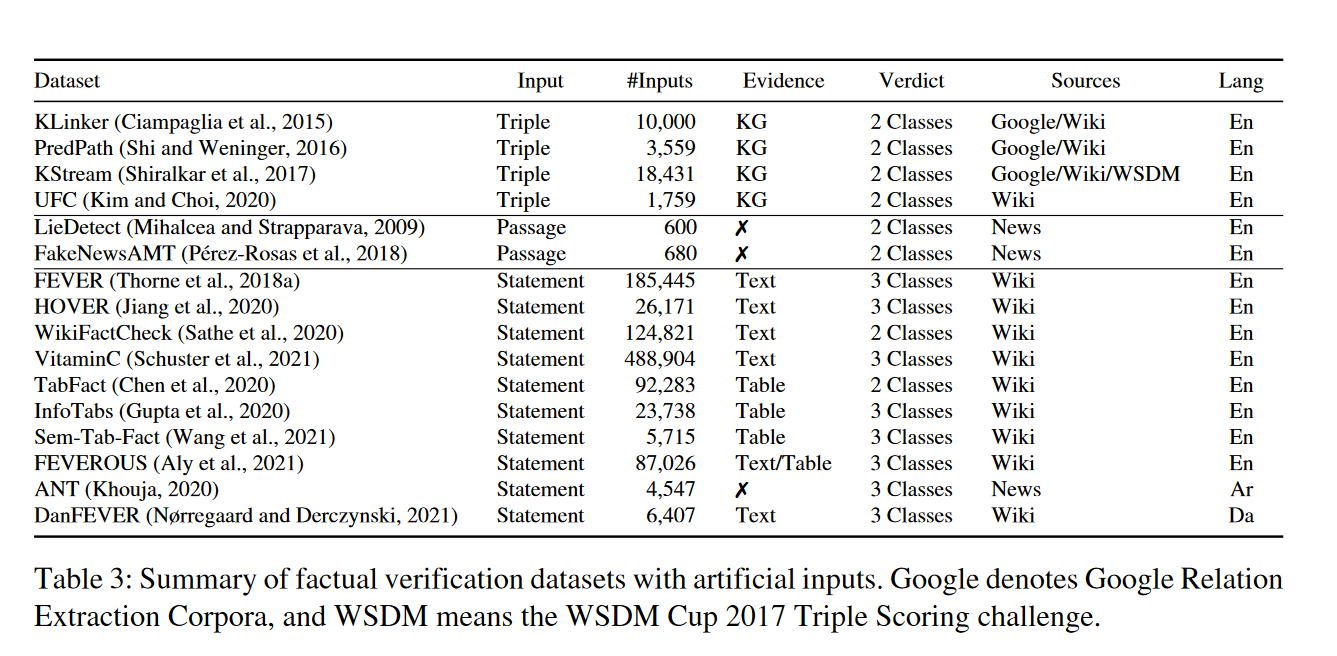 Dataset Input #Inputs Evidence Verdict Sources Lang
KLinker (Ciampaglia et al., 2015) Triple 10,000 KG 2 Classes Google/Wiki En
PredPath (Shi and Weninger, 2016) Triple 3,559 KG 2 Classes Google/Wiki En
KStream (Shiralkar et al., 2017) Triple 18,431 KG 2 Classes Google/Wiki/WSDM En
UFC (Kim and Choi, 2020) Triple 1,759 KG 2 Classes Wiki En
LieDetect (Mihalcea and Strapparava, 2009) Passage 600 ✗ 2 Classes News En
FakeNewsAMT (Pérez-Rosas et al., 2018) Passage 680 ✗ 2 Classes News En
FEVER (Thorne et al., 2018a) Statement 185,445 Text 3 Classes Wiki En
HOVER (Jiang et al., 2020) Statement 26,171 Text 3 Classes Wiki En
WikiFactCheck (Sathe et al., 2020) Statement 124,821 Text 2 Classes Wiki En
VitaminC (Schuster et al., 2021) Statement 488,904 Text 3 Classes Wiki En
TabFact (Chen et al., 2020) Statement 92,283 Table 2 Classes Wiki En
InfoTabs (Gupta et al., 2020) Statement 23,738 Table 3 Classes Wiki En
Sem-Tab-Fact (Wang et al., 2021) Statement 5,715 Table 3 Classes Wiki En
FEVEROUS (Aly et al., 2021) Statement 87,026 Text/Table 3 Classes Wiki En
ANT (Khouja, 2020) Statement 4,547 ✗ 3 Classes News Ar
DanFEVER (Nørregaard and Derczynski, 2021) Statement 6,407 Text 3 Classes Wiki Da
Table 3: Summary of factual verification datasets with artificial inputs. Google denotes Google Relation
Extraction Corpora, and WSDM means the WSDM Cup 2017 Triple Scoring challenge.